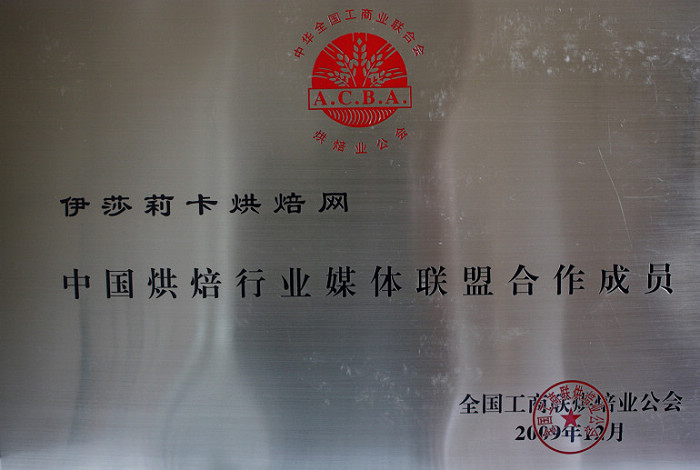 中华全国工商业联合会
A.C.B.A.
烘焙业公会
伊莎莉卡烘焙网
中国烘焙行业媒体联盟合作成员
全国工商联烘焙业公会
2009年12月